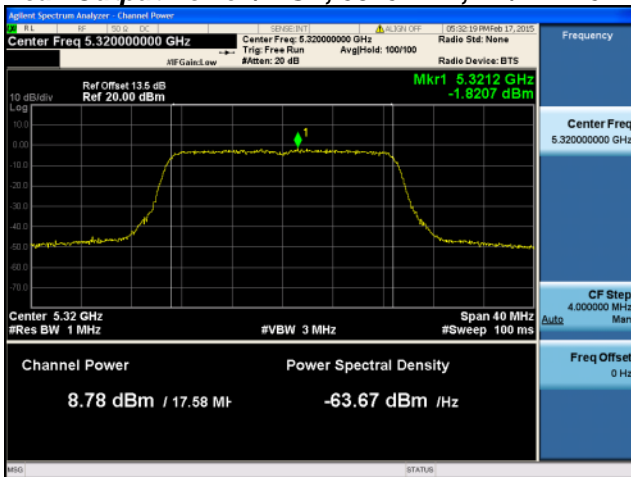 Agilent Spectrum Analyzer - Channel Power
RL RF 50 Ω DC SENSE:INT ALIGN OFF 05:32:19 PM Feb 17, 2015
Center Freq 5.320000000 GHz
Center Freq: 5.320000000 GHz Radio Std: None
Trig: Free Run Avg|Hold: 100/100
#IFGain:Low #Atten: 20 dB Radio Device: BTS
Frequency
Mkr1 5.3212 GHz
-1.8207 dBm
Ref Offset 13.5 dB
10 dB/div Ref 20.00 dBm
Log
10.0
0.00
-10.0
-20.0
-30.0
-40.0
-50.0
-60.0
-70.0
1
Center 5.32 GHz Span 40 MHz
#Res BW 1 MHz #VBW 3 MHz #Sweep 100 ms
Channel Power Power Spectral Density
8.78 dBm / 17.58 MH -63.67 dBm /Hz
Center Freq
5.320000000 GHz
CF Step
4.000000 MHz
Auto Man
Freq Offset
0 Hz
MSG STATUS